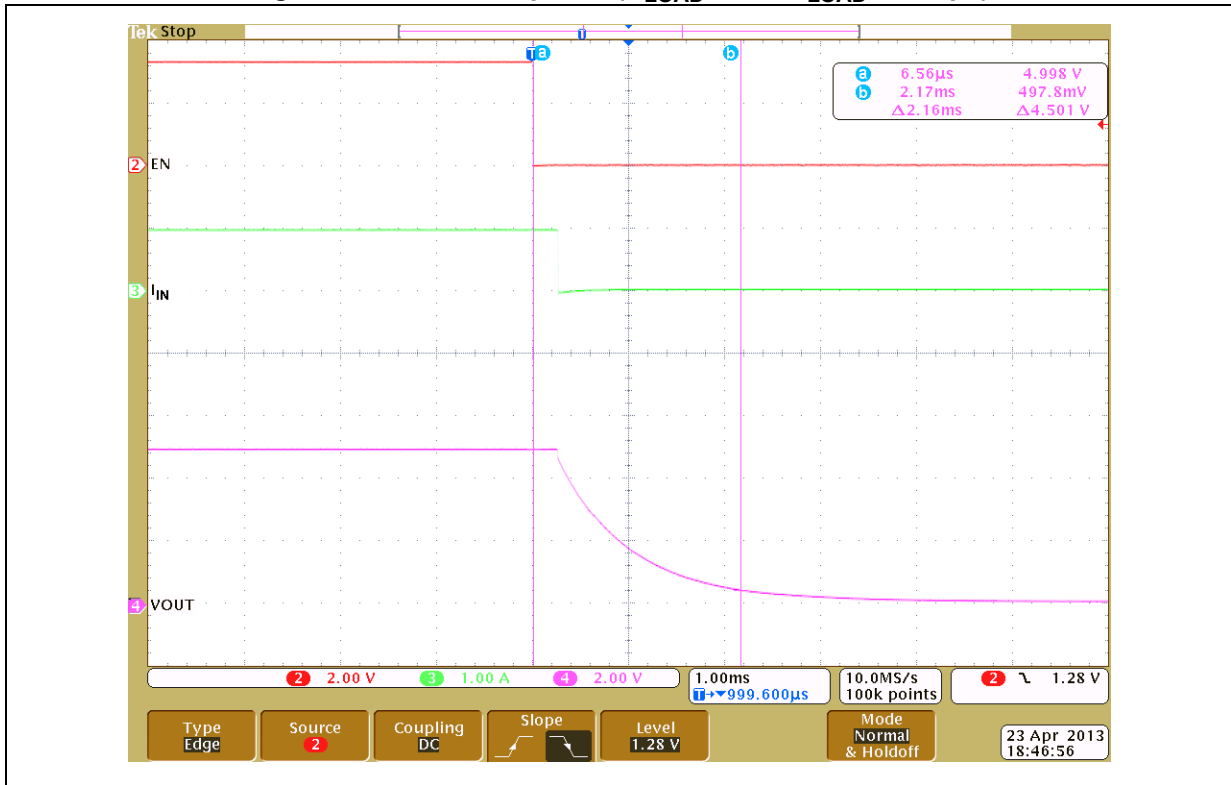 Tek Stop
T a b
a 6.56µs 4.998 V
b 2.17ms 497.8mV
Δ2.16ms Δ4.501 V
2 EN
3 IIN
4 VOUT
2 2.00 V 3 1.00 A 4 2.00 V
1.00ms
T→▼999.600µs
10.0MS/s
100k points
2 1.28 V
Type
Edge
Source
2
Coupling
DC
Slope
Level
1.28 V
Mode
Normal
& Holdoff
23 Apr 2013
18:46:56